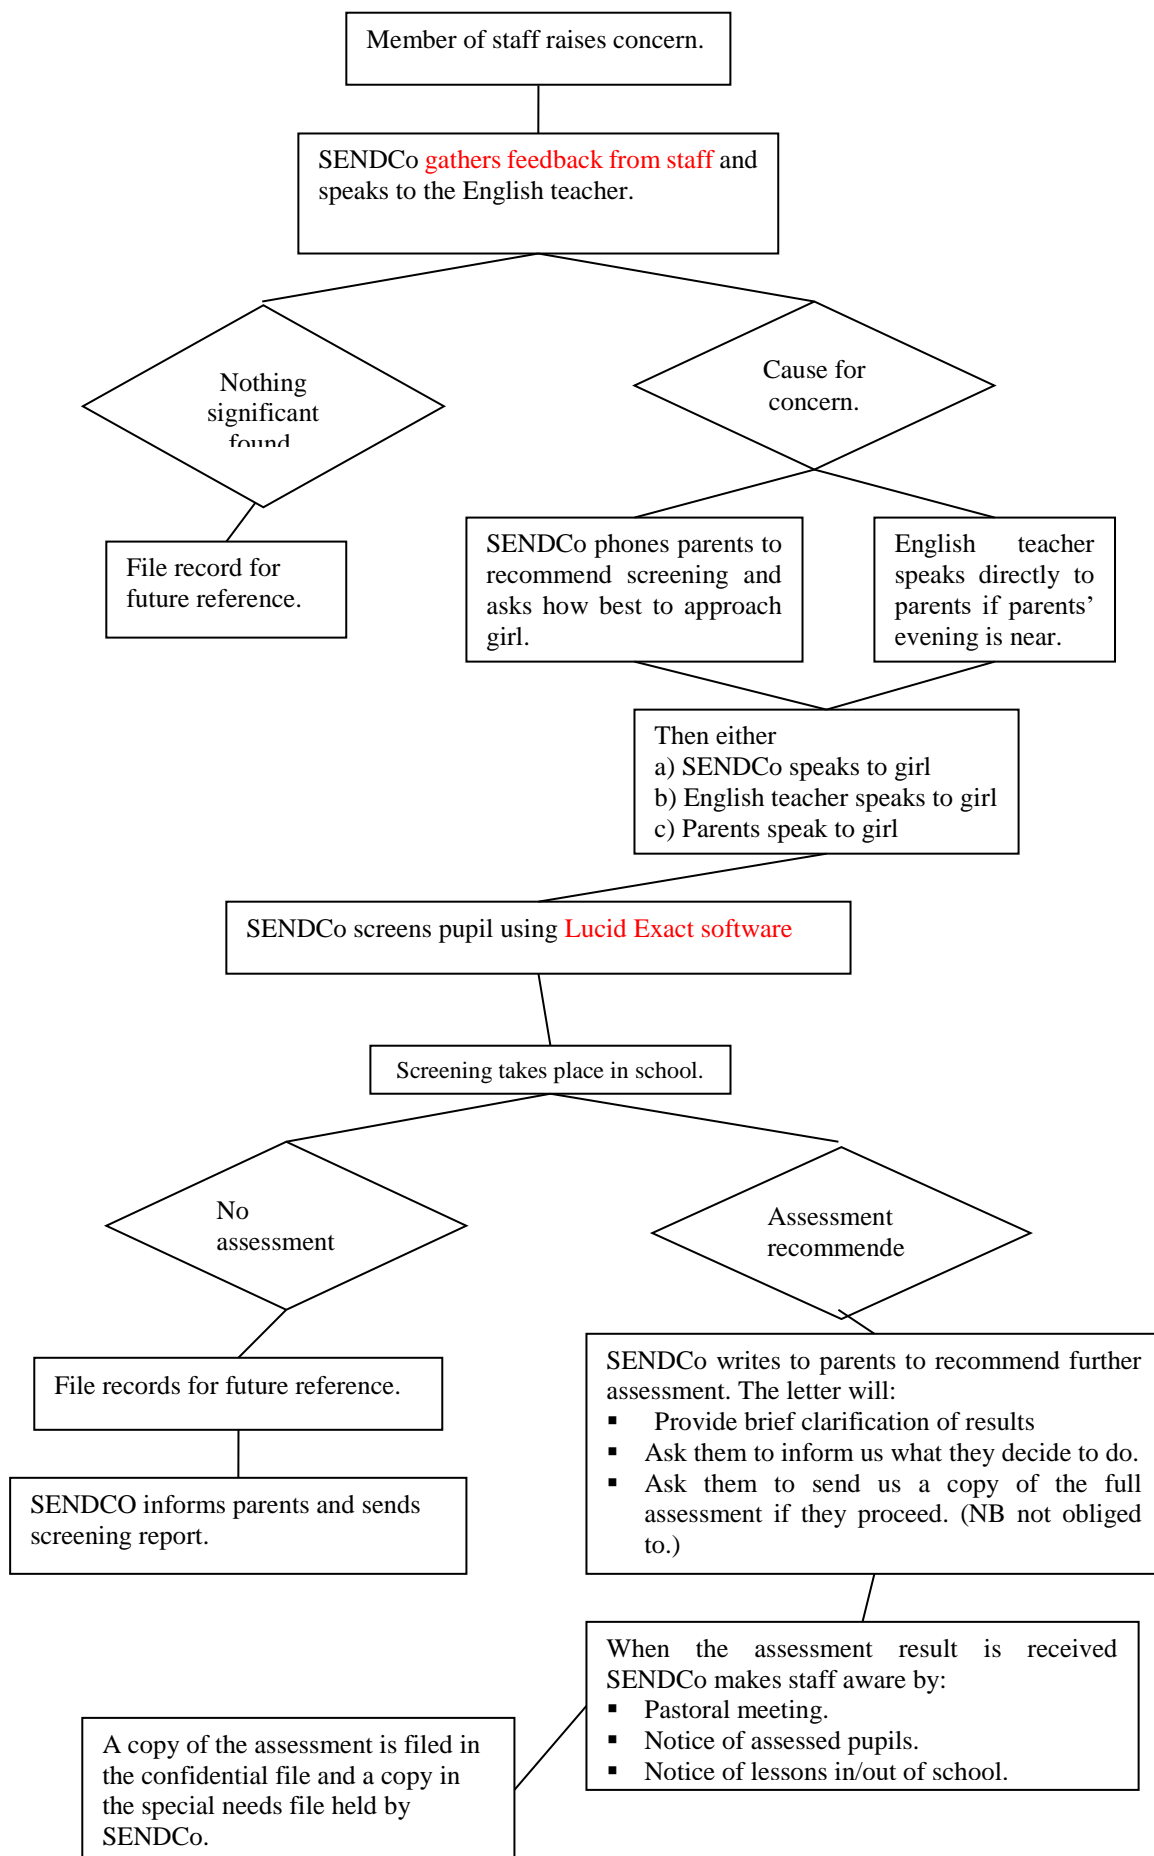 Member of staff raises concern.
SENDCo gathers feedback from staff and
speaks to the English teacher.
Nothing
significant
found
Cause for
concern.
File record for
future reference.
SENDCo phones parents to
recommend screening and
asks how best to approach
girl.
English teacher
speaks directly to
parents if parents’
evening is near.
Then either
a) SENDCo speaks to girl
b) English teacher speaks to girl
c) Parents speak to girl
SENDCo screens pupil using Lucid Exact software
Screening takes place in school.
No
assessment
Assessment
recommende
File records for future reference.
SENDCO informs parents and sends
screening report.
SENDCo writes to parents to recommend further
assessment. The letter will:
▪ Provide brief clarification of results
▪ Ask them to inform us what they decide to do.
▪ Ask them to send us a copy of the full
assessment if they proceed. (NB not obliged
to.)
When the assessment result is received
SENDCo makes staff aware by:
▪ Pastoral meeting.
▪ Notice of assessed pupils.
▪ Notice of lessons in/out of school.
A copy of the assessment is filed in
the confidential file and a copy in
the special needs file held by
SENDCo.